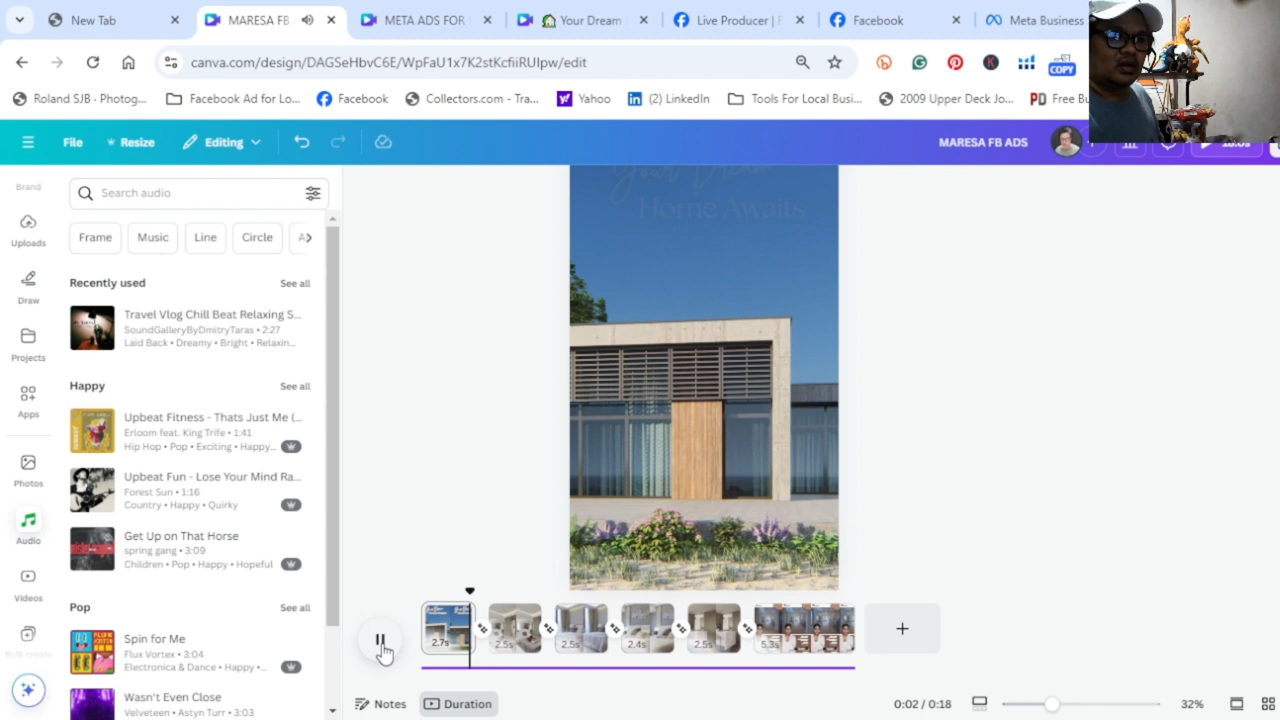 New Tab
MARESA FB
META ADS FOR
Your Dream
Live Producer | F
Facebook
Meta Business
canva.com/design/DAGSeHbvC6E/WpFaU1x7K2stKcfiiRUIpw/edit
COPY
Roland SJB · Photog...
Facebook Ad for Lo...
Facebook
Collectors.com - Tra...
Yahoo
(2) LinkedIn
Tools For Local Busi...
2009 Upper Deck Jo...
Free Bu
File
Resize
Editing
MARESA FB ADS
Brand
Uploads
Draw
Projects
Apps
Photos
Audio
Videos
Bulk create
Search audio
Frame
Music
Line
Circle
Recently used
See all
Travel Vlog Chill Beat Relaxing S...
SoundGalleryByDmitryTaras • 2:27
Laid Back • Dreamy • Bright • Relaxin...
Happy
See all
Upbeat Fitness - Thats Just Me (...
Erloom feat. King Trife • 1:41
Hip Hop • Pop • Exciting • Happy...
Upbeat Fun - Lose Your Mind Ra...
Forest Sun • 1:16
Country • Happy • Quirky
Get Up on That Horse
spring gang • 3:09
Children • Pop • Happy • Hopeful
Pop
See all
Spin for Me
Flux Vortex • 3:04
Electronica & Dance • Happy •...
Wasn't Even Close
Velveteen • Astyn Turr • 3:03
Your Dream
Home Awaits
2.7s
2.5s
2.5s
2.4s
2.5s
5.3s
Notes
Duration
0:02 / 0:18
32%